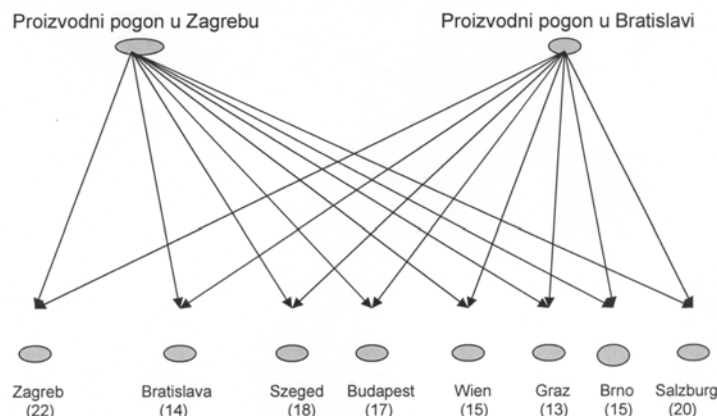 Proizvodni pogon u Zagrebu
Proizvodni pogon u Bratislavi
Zagreb
(22)
Bratislava
(14)
Szeged
(18)
Budapest
(17)
Wien
(15)
Graz
(13)
Brno
(15)
Salzburg
(20)